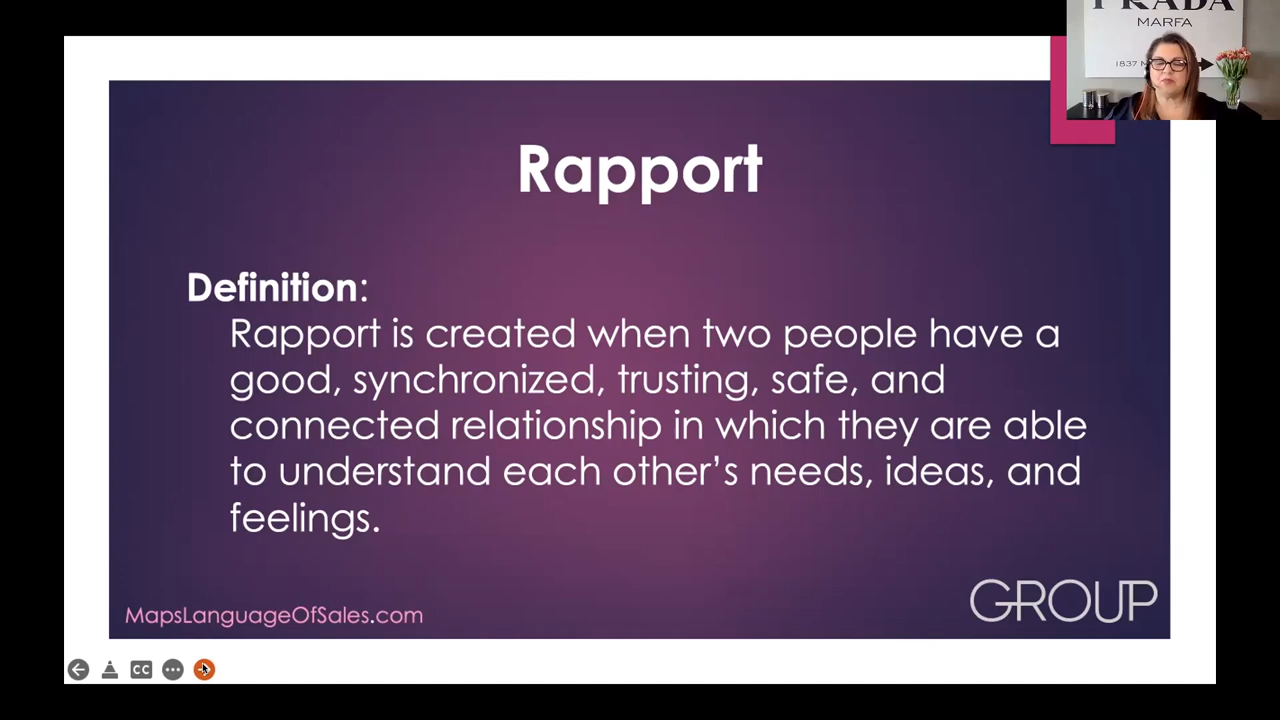 PRADA
MARFA
Rapport
Definition:
Rapport is created when two people have a
good, synchronized, trusting, safe, and
connected relationship in which they are able
to understand each other’s needs, ideas, and
feelings.
MapsLanguageOfSales.com
GROUP
CC